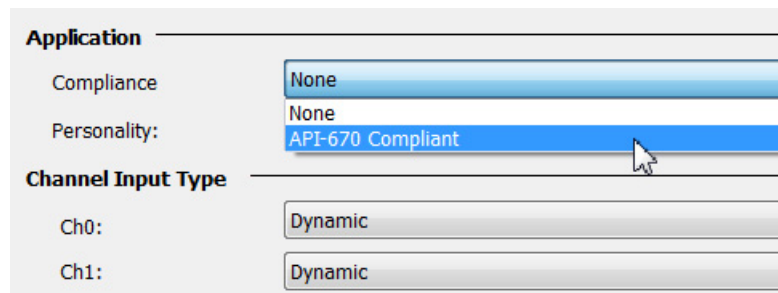 Application
Compliance None
None
Personality: API-670 Compliant
Channel Input Type
Ch0: Dynamic
Ch1: Dynamic